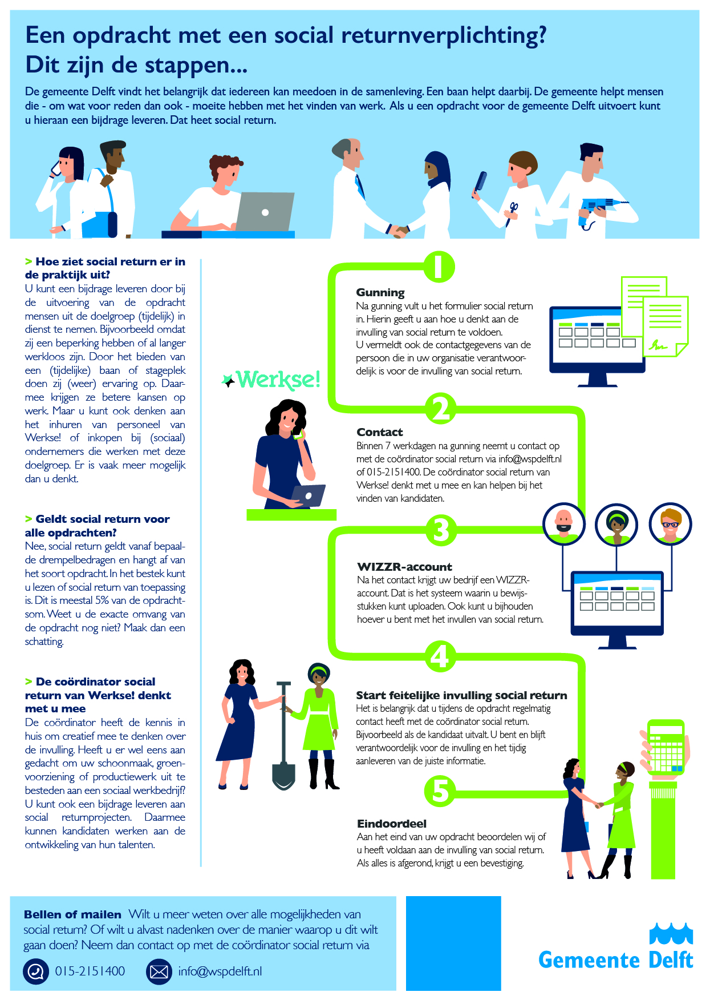 Een opdracht met een social returnverplichting?
Dit zijn de stappen...
De gemeente Delft vindt het belangrijk dat iedereen kan meedoen in de samenleving. Een baan helpt daarbij. De gemeente helpt mensen
die - om wat voor reden dan ook - moeite hebben met het vinden van werk. Als u een opdracht voor de gemeente Delft uitvoert kunt
u hieraan een bijdrage leveren. Dat heet social return.
> Hoe ziet social return er in
de praktijk uit?
U kunt een bijdrage leveren door bij
de uitvoering van de opdracht
mensen uit de doelgroep (tijdelijk) in
dienst te nemen. Bijvoorbeeld omdat
zij een beperking hebben of al langer
werkloos zijn. Door het bieden van
een (tijdelijke) baan of stageplek
doen zij (weer) ervaring op. Daar-
mee krijgen ze betere kansen op
werk. Maar u kunt ook denken aan
het inhuren van personeel van
Werkse! of inkopen bij (sociaal)
ondernemers die werken met deze
doelgroep. Er is vaak meer mogelijk
dan u denkt.
> Geldt social return voor
alle opdrachten?
Nee, social return geldt vanaf bepaal-
de drempelbedragen en hangt af van
het soort opdracht. In het bestek kunt
u lezen of social return van toepassing
is. Dit is meestal 5% van de opdracht-
som. Weet u de exacte omvang van
de opdracht nog niet? Maak dan een
schatting.
> De coördinator social
return van Werkse! denkt
met u mee
De coördinator heeft de kennis in
huis om creatief mee te denken over
de invulling. Heeft u er wel eens aan
gedacht om uw schoonmaak, groen-
voorziening of productiewerk uit te
besteden aan een sociaal werkbedrijf?
U kunt ook een bijdrage leveren aan
social returnprojecten. Daarmee
kunnen kandidaten werken aan de
ontwikkeling van hun talenten.
Werkse!
1
Gunning
Na gunning vult u het formulier social return
in. Hierin geeft u aan hoe u denkt aan de
invulling van social return te voldoen.
U vermeldt ook de contactgegevens van de
persoon die in uw organisatie verantwoor-
delijk is voor de invulling van social return.
2
Contact
Binnen 7 werkdagen na gunning neemt u contact op
met de coördinator social return via info@wspdelft.nl
of 015-2151400. De coördinator social return van
Werkse! denkt met u mee en kan helpen bij het
vinden van kandidaten.
3
WIZZR-account
Na het contact krijgt uw bedrijf een WIZZR-
account. Dat is het systeem waarin u bewijs-
stukken kunt uploaden. Ook kunt u bijhouden
hoever u bent met het invullen van social return.
4
Start feitelijke invulling social return
Het is belangrijk dat u tijdens de opdracht regelmatig
contact heeft met de coördinator social return.
Bijvoorbeeld als de kandidaat uitvalt. U bent en blijft
verantwoordelijk voor de invulling en het tijdig
aanleveren van de juiste informatie.
5
Eindoordeel
Aan het eind van uw opdracht beoordelen wij of
u heeft voldaan aan de invulling van social return.
Als alles is afgerond, krijgt u een bevestiging.
Bellen of mailen Wilt u meer weten over alle mogelijkheden van
social return? Of wilt u alvast nadenken over de manier waarop u dit wilt
gaan doen? Neem dan contact op met de coördinator social return via
015-2151400 info@wspdelft.nl
Gemeente Delft